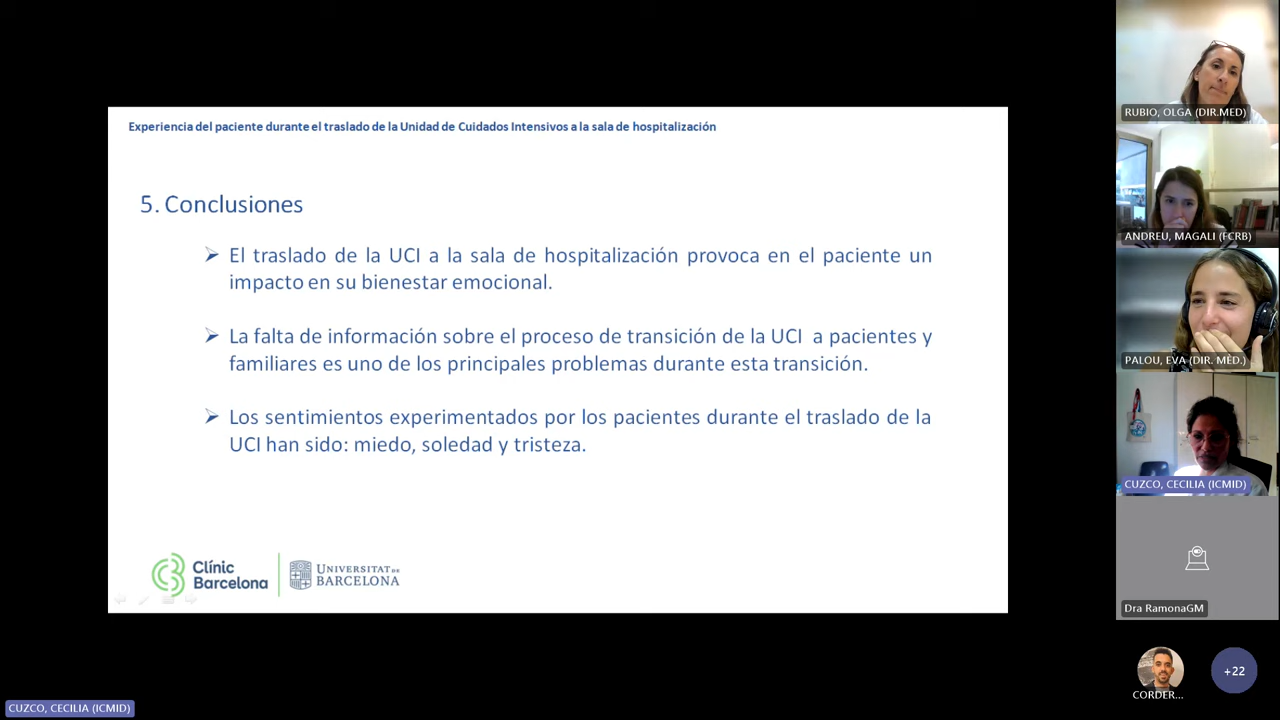 Experiencia del paciente durante el traslado de la Unidad de Cuidados Intensivos a la sala de hospitalización
5. Conclusiones
El traslado de la UCI a la sala de hospitalización provoca en el paciente un
impacto en su bienestar emocional.
La falta de información sobre el proceso de transición de la UCI a pacientes y
familiares es uno de los principales problemas durante esta transición.
Los sentimientos experimentados por los pacientes durante el traslado de la
UCI han sido: miedo, soledad y tristeza.
Clínic
Barcelona
UNIVERSITAT DE
BARCELONA
RUBIO, OLGA (DIR.MED)
ANDREU, MAGALI (FCRB)
PALOU, EVA (DIR. MÈD.)
CUZCO, CECILIA (ICMID)
Dra RamonaGM
CORDER...
+22
CUZCO, CECILIA (ICMID)